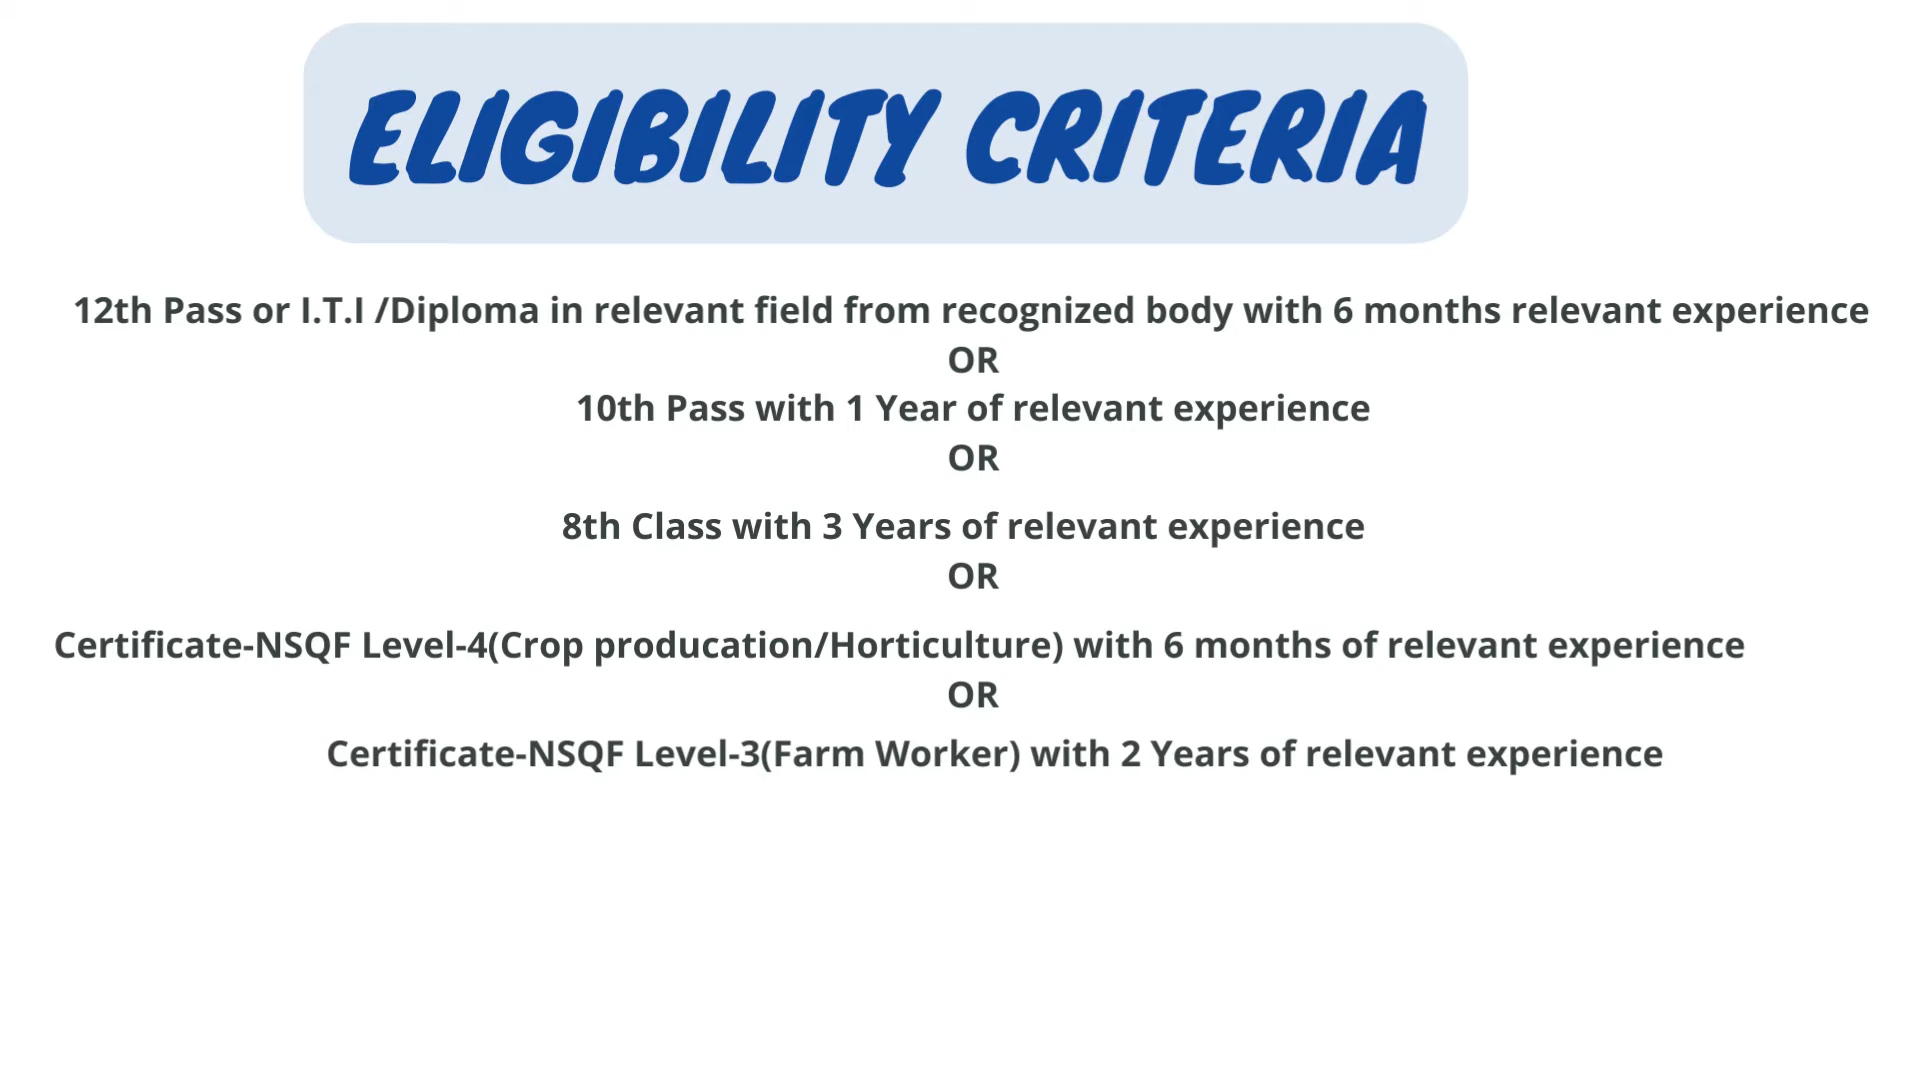 ELIGIBILITY CRITERIA
12th Pass or I.T.I /Diploma in relevant field from recognized body with 6 months relevant experience
OR
10th Pass with 1 Year of relevant experience
OR
8th Class with 3 Years of relevant experience
OR
Certificate-NSQF Level-4(Crop producation/Horticulture) with 6 months of relevant experience
OR
Certificate-NSQF Level-3(Farm Worker) with 2 Years of relevant experience